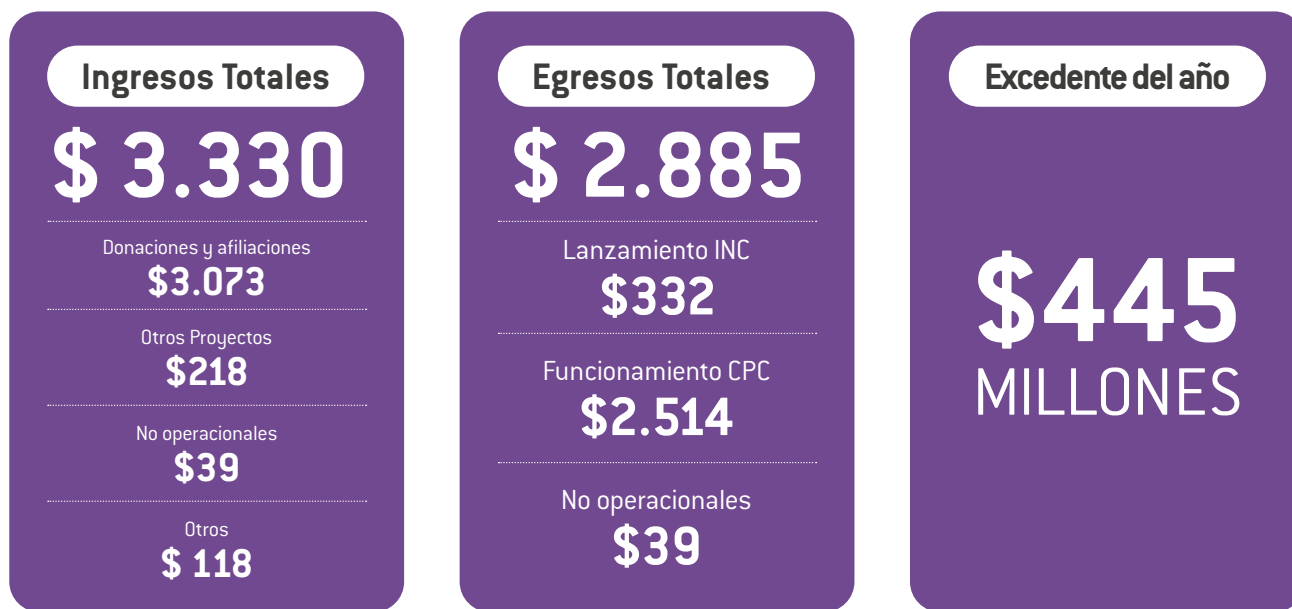 Ingresos Totales
$ 3.330
Donaciones y afiliaciones
$3.073
Otros Proyectos
$218
No operacionales
$39
Otros
$ 118
Egresos Totales
$ 2.885
Lanzamiento INC
$332
Funcionamiento CPC
$2.514
No operacionales
$39
Excedente del año
$445
MILLONES